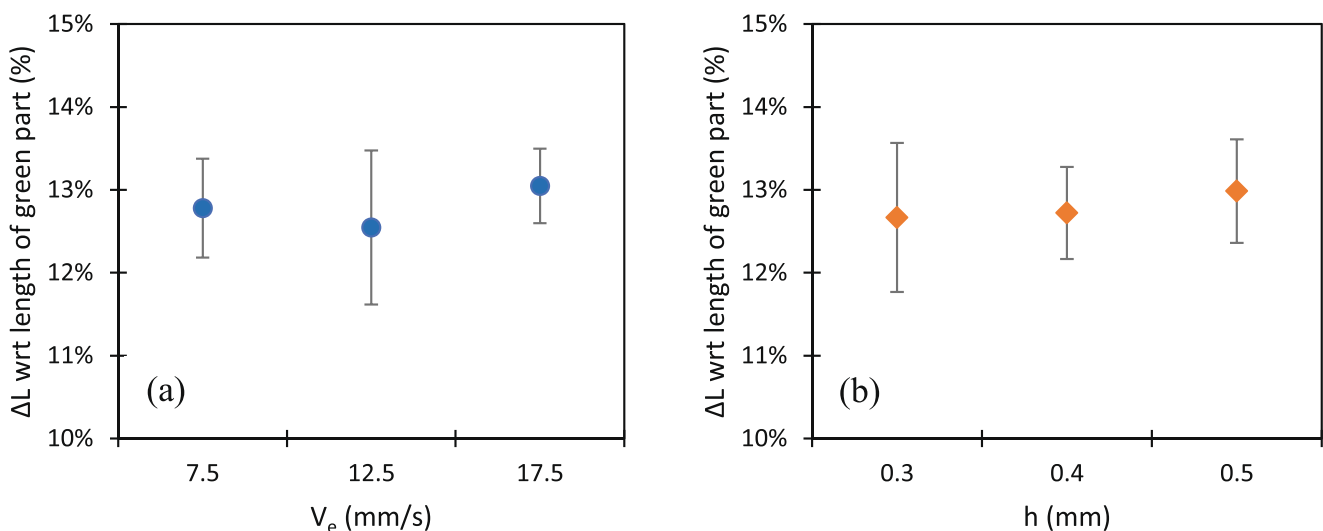 ΔL wrt length of green part (%)
15%
14%
13%
12%
11%
10%
(a)
7.5 12.5 17.5
Vₑ (mm/s)
ΔL wrt length of green part (%)
15%
14%
13%
12%
11%
10%
(b)
0.3 0.4 0.5
h (mm)